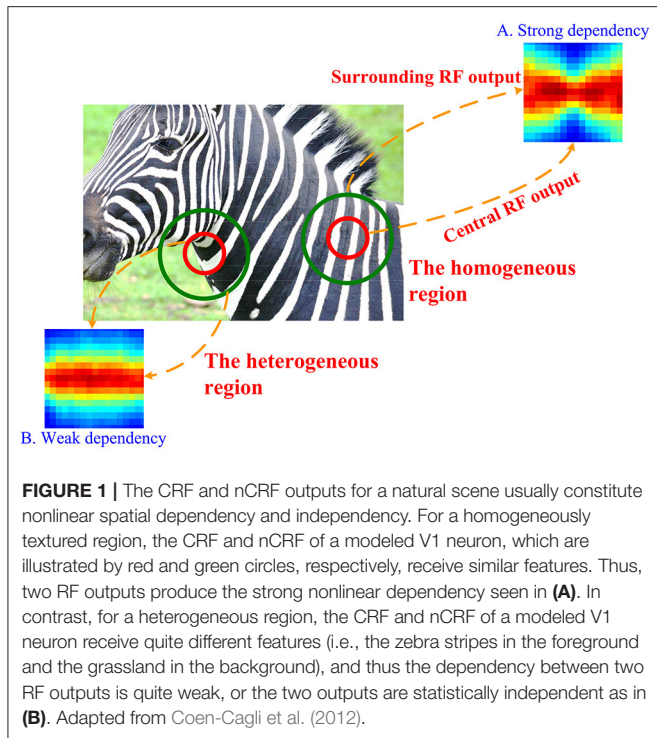 A. Strong dependency
Surrounding RF output
Central RF output
The homogeneous
region
The heterogeneous
region
B. Weak dependency
FIGURE 1 | The CRF and nCRF outputs for a natural scene usually constitute
nonlinear spatial dependency and independency. For a homogeneously
textured region, the CRF and nCRF of a modeled V1 neuron, which are
illustrated by red and green circles, respectively, receive similar features. Thus,
two RF outputs produce the strong nonlinear dependency seen in (A). In
contrast, for a heterogeneous region, the CRF and nCRF of a modeled V1
neuron receive quite different features (i.e., the zebra stripes in the foreground
and the grassland in the background), and thus the dependency between two
RF outputs is quite weak, or the two outputs are statistically independent as in
(B). Adapted from Coen-Cagli et al. (2012).